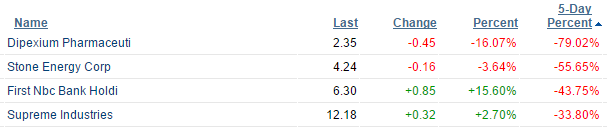 5-Day
Name Last Change Percent Percent
Dipexium Pharmaceuti 2.35 -0.45 -16.07% -79.02%
Stone Energy Corp 4.24 -0.16 -3.64% -55.65%
First Nbc Bank Holdi 6.30 +0.85 +15.60% -43.75%
Supreme Industries 12.18 +0.32 +2.70% -33.80%